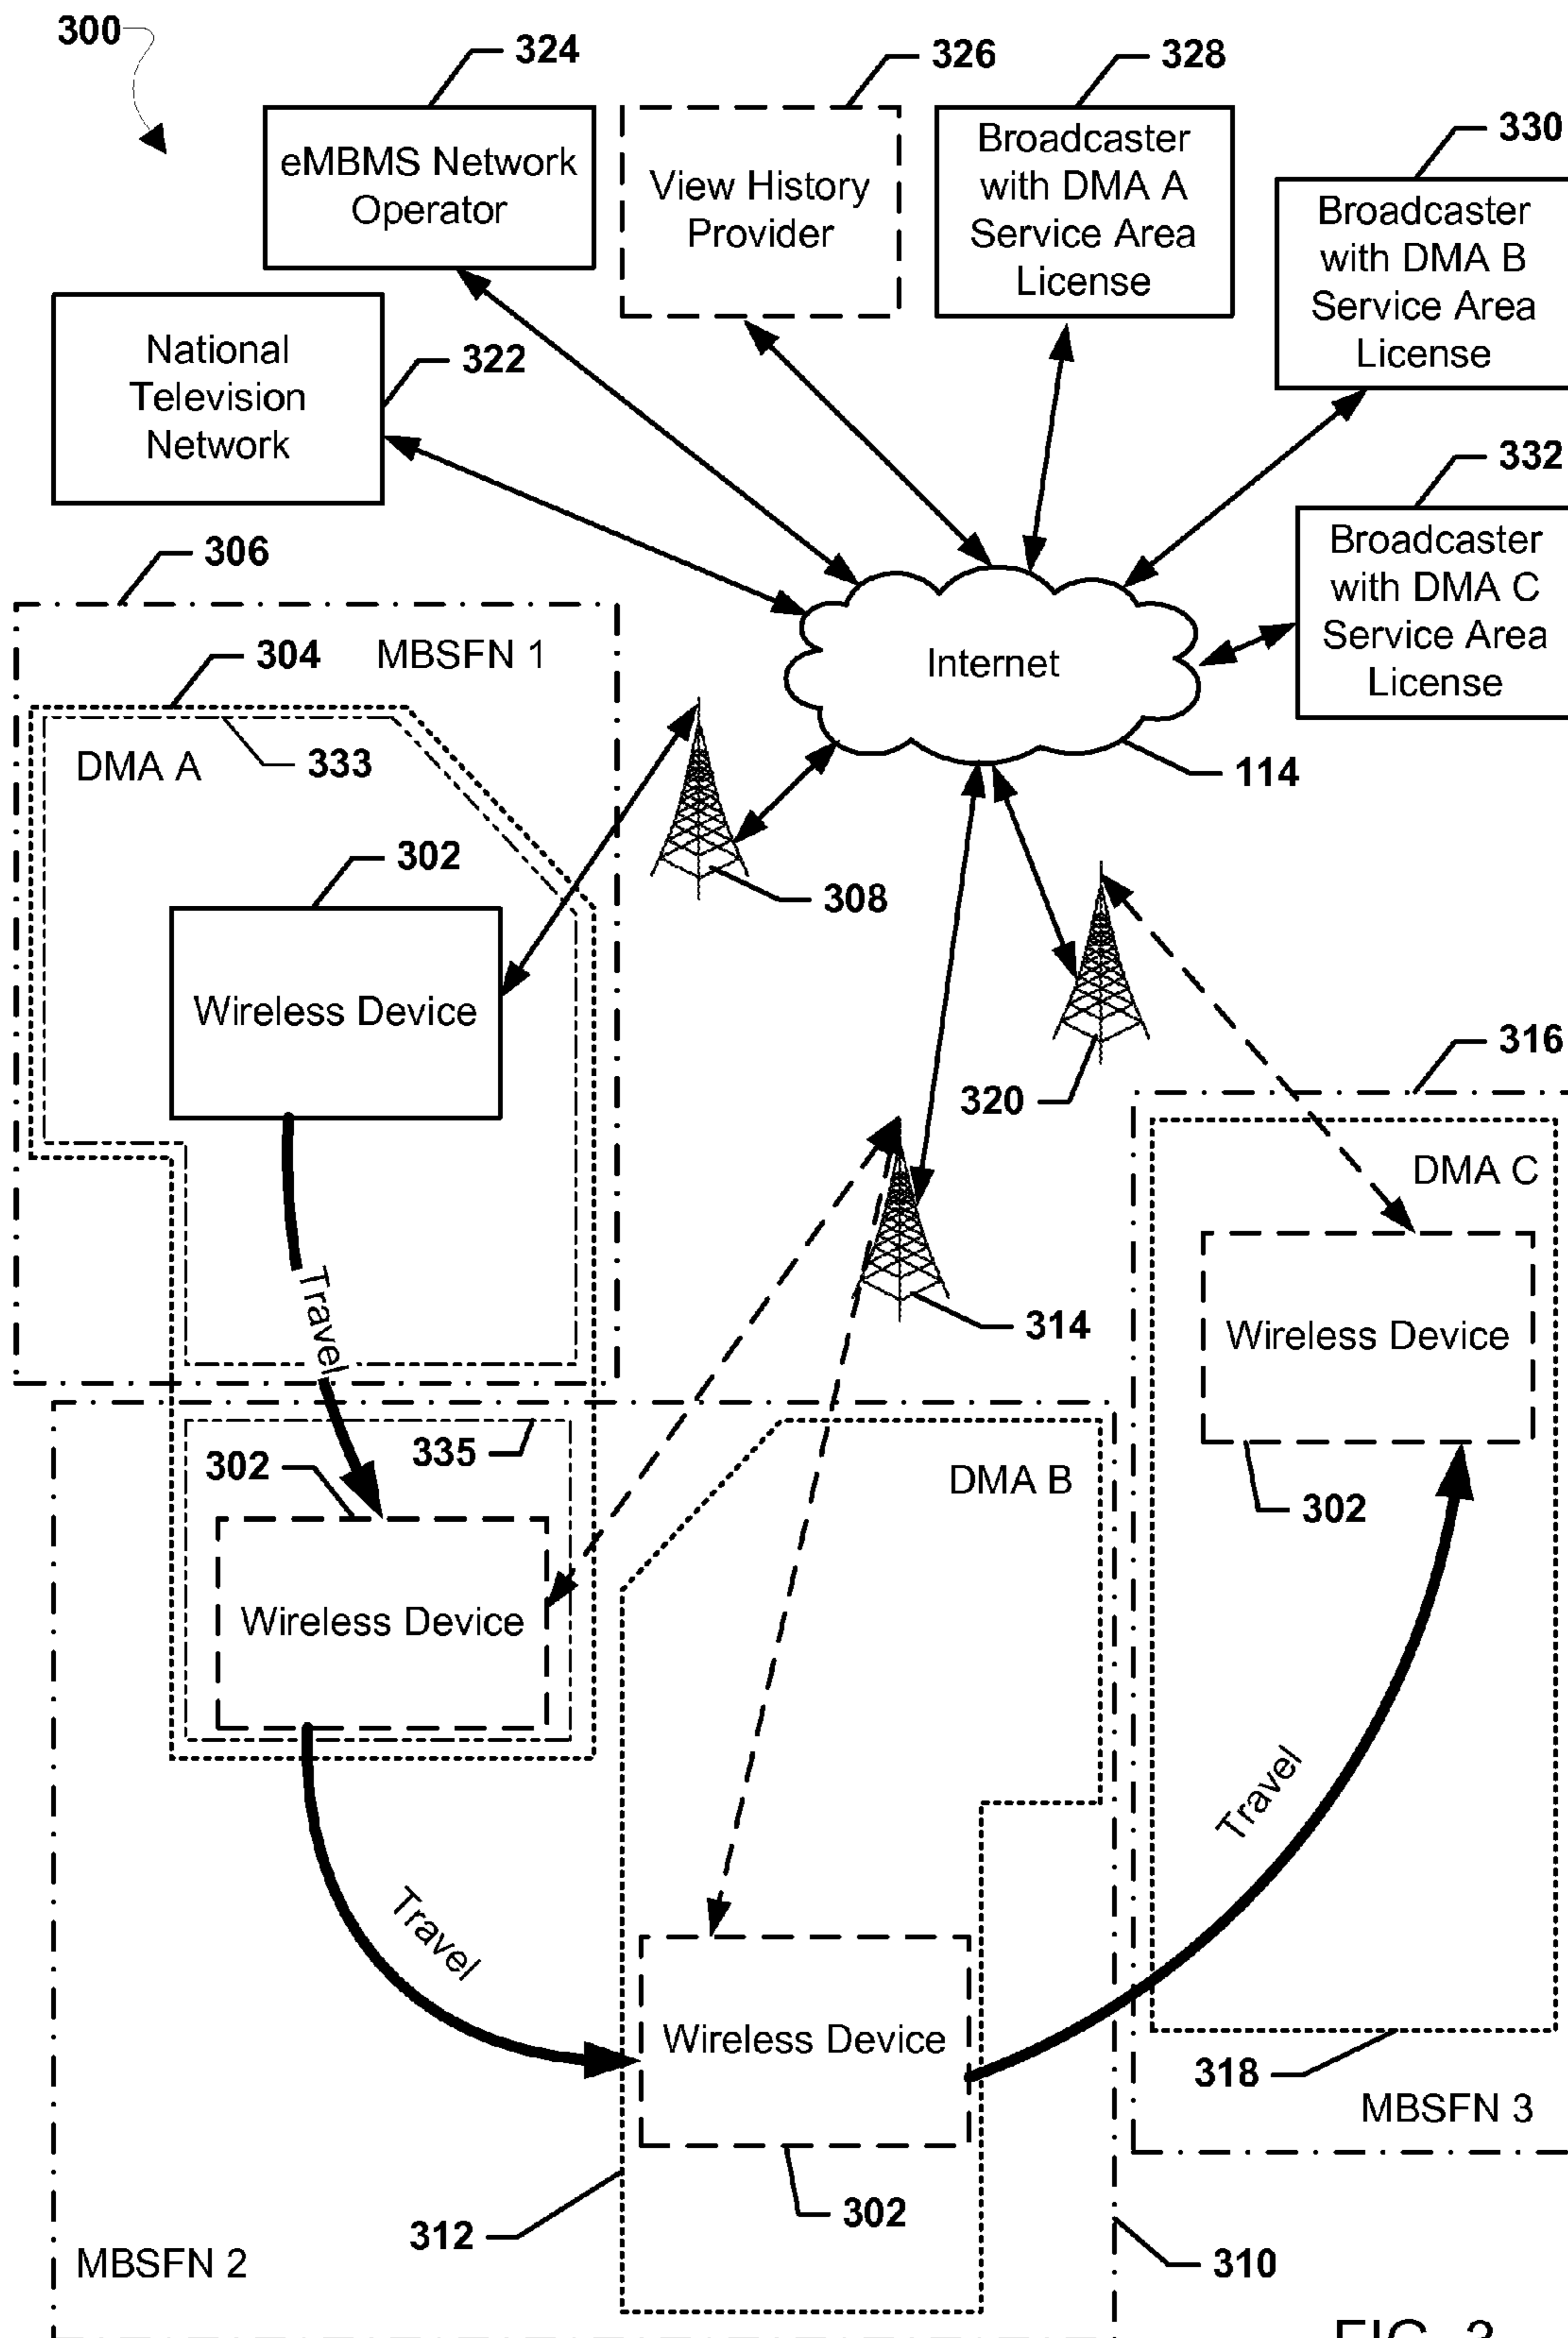 300
324
326
328
330
eMBMS Network
Operator
View History
Provider
Broadcaster
with DMA A
Service Area
License
Broadcaster
with DMA B
Service Area
License
National
Television
Network
322
332
Broadcaster
with DMA C
Service Area
License
306
304
MBSFN 1
Internet
DMA A
333
114
302
308
Wireless Device
316
320
DMA C
Travel
314
Wireless Device
335
302
DMA B
302
Wireless Device
Travel
Travel
Wireless Device
318
MBSFN 3
302
312
MBSFN 2
310
FIG. 3